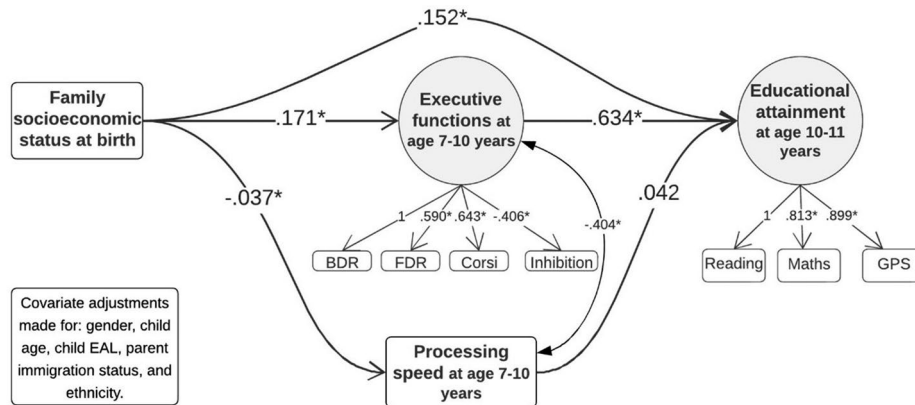 .152*
Family
socioeconomic
status at birth
.171*
Executive
functions at
age 7-10 years
.634*
Educational
attainment
at age 10-11
years
-.037*
.042
1 .590* .643* -.406*
-.404*
1 .813* .899*
BDR FDR Corsi Inhibition
Reading Maths GPS
Covariate adjustments
made for: gender, child
age, child EAL, parent
immigration status, and
ethnicity.
Processing
speed at age 7-10
years